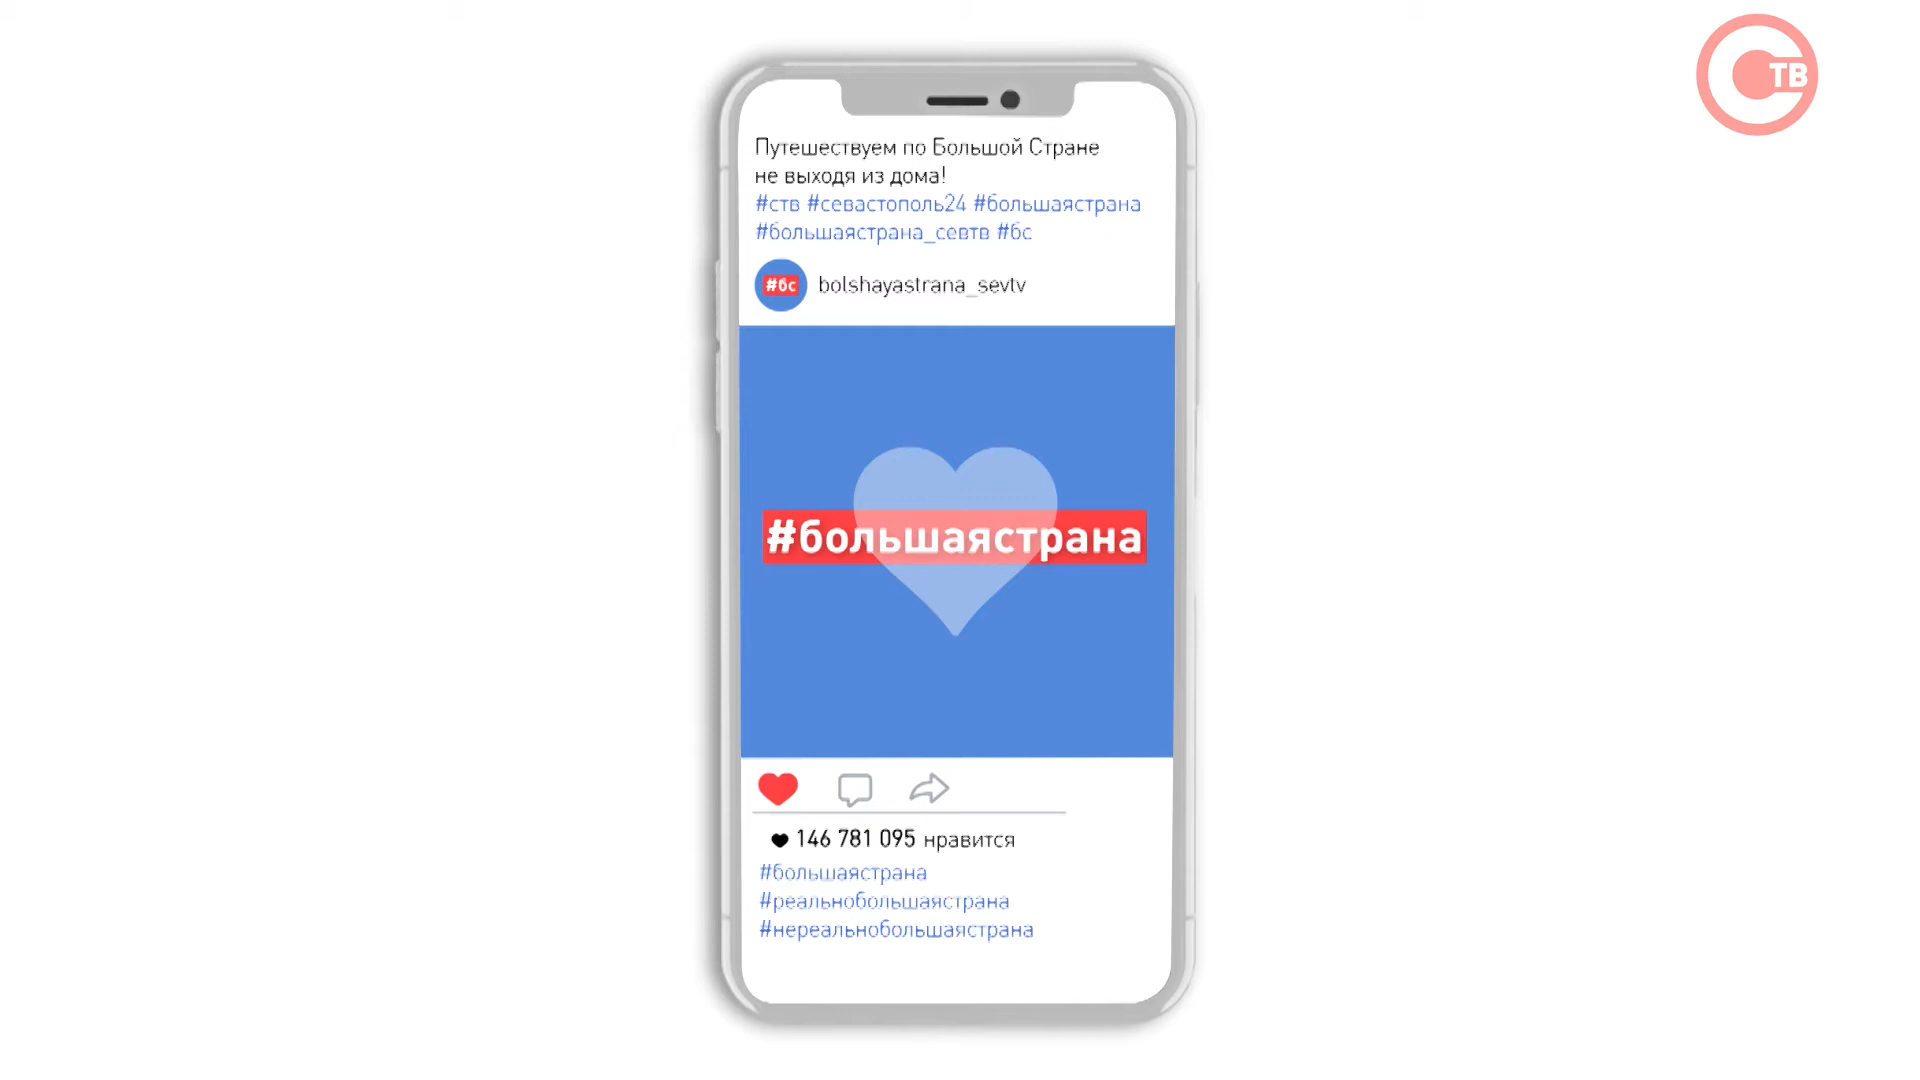 ТВ
Путешествуем по Большой Стране
не выходя из дома!
#ств #севастополь24 #большаястрана
#большаястрана_севтв #бс
#бс
bolshayastrana_sevtv
#большаястрана
146 781 095 нравится
#большаястрана
#реальнобольшаястрана
#нереальнобольшаястрана